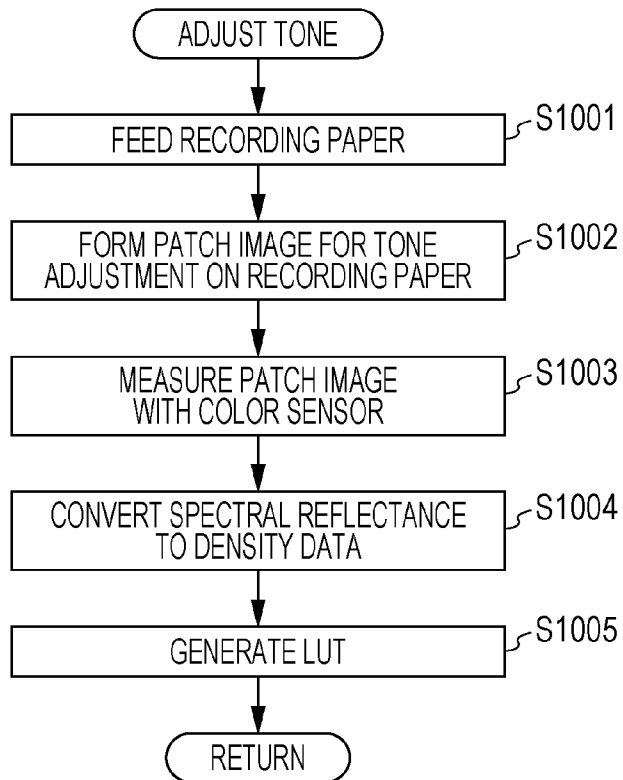 ADJUST TONE
FEED RECORDING PAPER
S1001
FORM PATCH IMAGE FOR TONE
ADJUSTMENT ON RECORDING PAPER
S1002
MEASURE PATCH IMAGE
WITH COLOR SENSOR
S1003
CONVERT SPECTRAL REFLECTANCE
TO DENSITY DATA
S1004
GENERATE LUT
S1005
RETURN